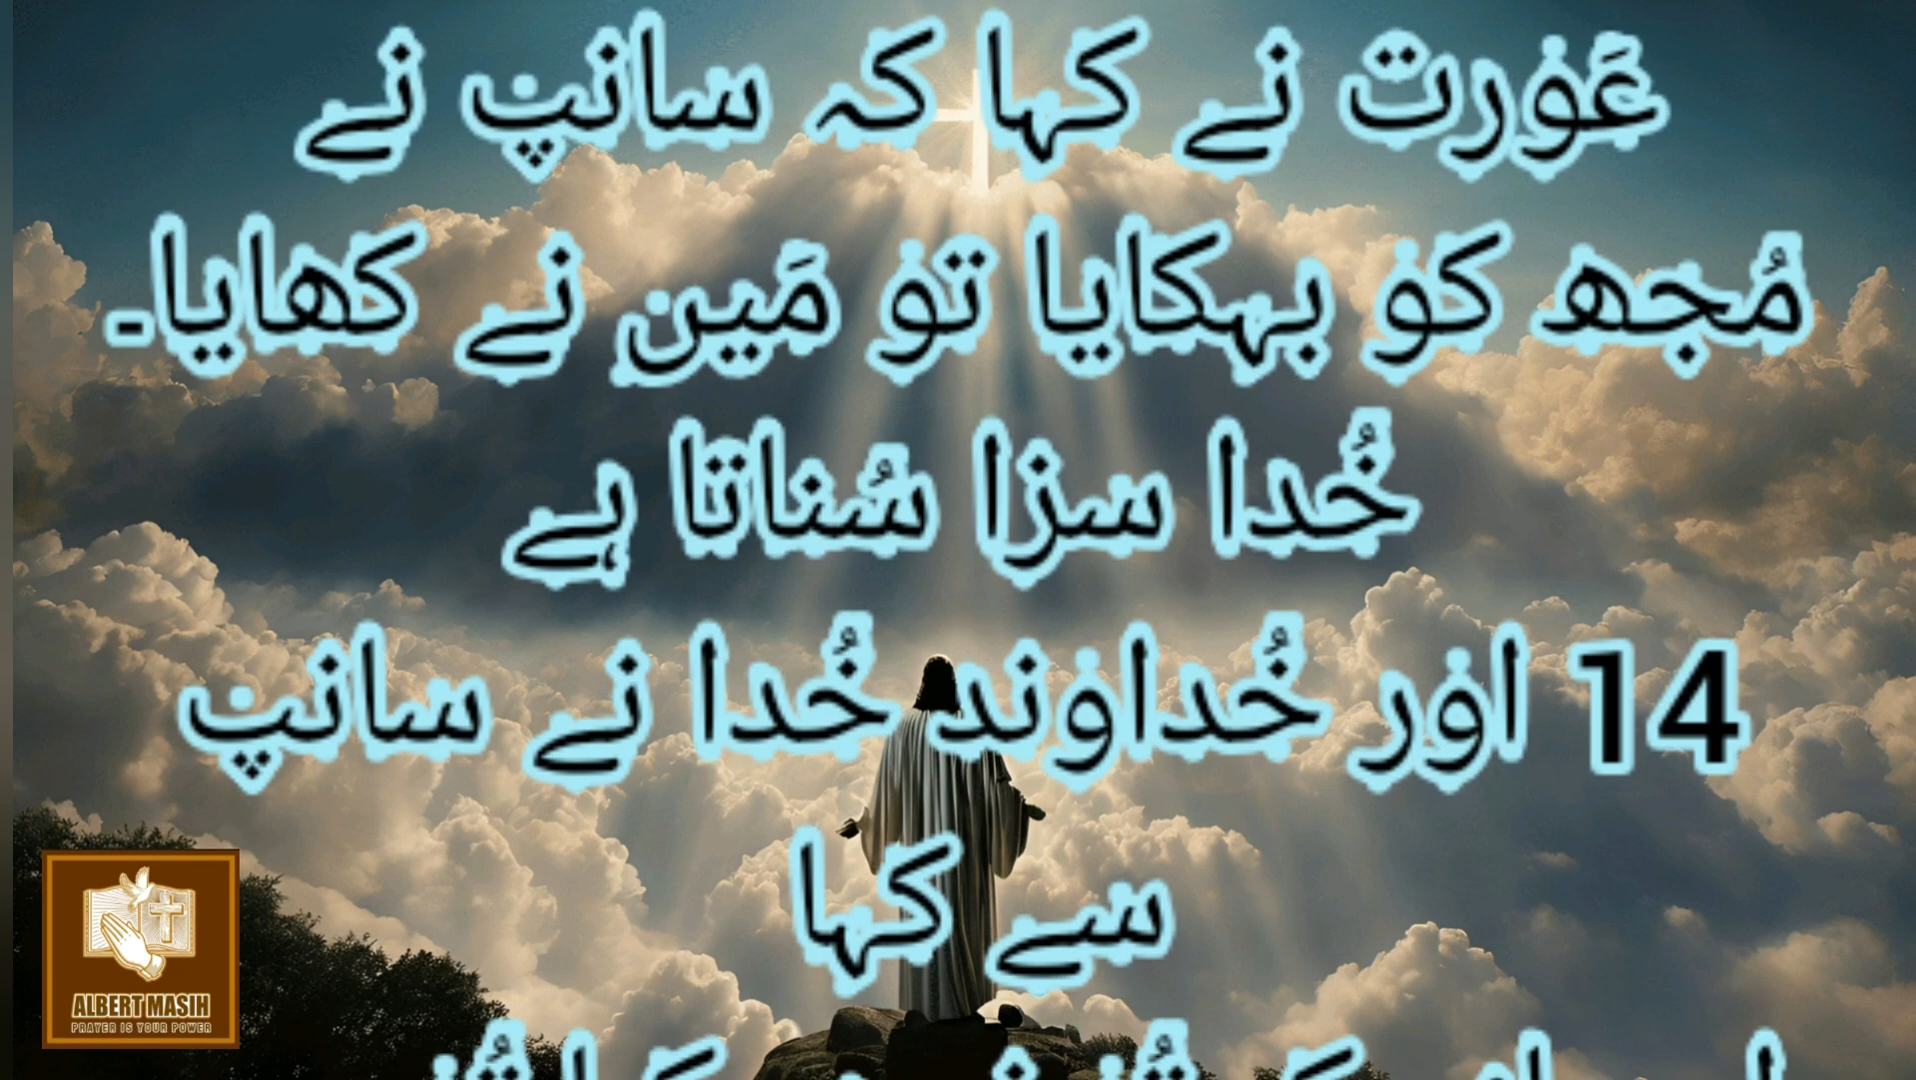 عَورت نے کہا کہ سانپ نے
مُجھ کو بہکایا تو مَیں نے کھایا۔
خُدا سزا سُناتا ہے
14 اور خُداوند خُدا نے سانپ
سے کہا
ALBERT MASIH
PRAYER IS YOUR POWER